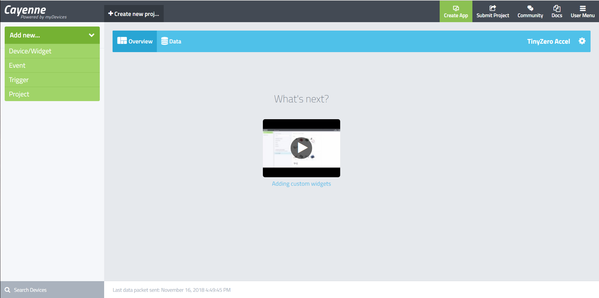 Cayenne
Powered by myDevices
+ Create new proj...
Create App
Submit Project
Community
Docs
User Menu
Add new...
Device/Widget
Event
Trigger
Project
Overview
Data
TinyZero Accel
What's next?
Adding custom widgets
Search Devices
Last data packet sent: November 16, 2018 4:49:44 PM